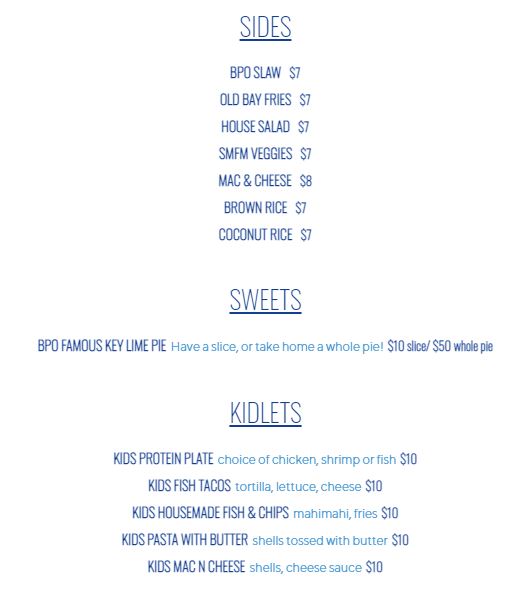 SIDES
BPO SLAW $7
OLD BAY FRIES $7
HOUSE SALAD $7
SMFM VEGGIES $7
MAC & CHEESE $8
BROWN RICE $7
COCONUT RICE $7
SWEETS
BPO FAMOUS KEY LIME PIE Have a slice, or take home a whole pie! $10 slice/ $50 whole pie
KIDLETS
KIDS PROTEIN PLATE choice of chicken, shrimp or fish $10
KIDS FISH TACOS tortilla, lettuce, cheese $10
KIDS HOUSEMADE FISH & CHIPS mahimahi, fries $10
KIDS PASTA WITH BUTTER shells tossed with butter $10
KIDS MAC N CHEESE shells, cheese sauce $10